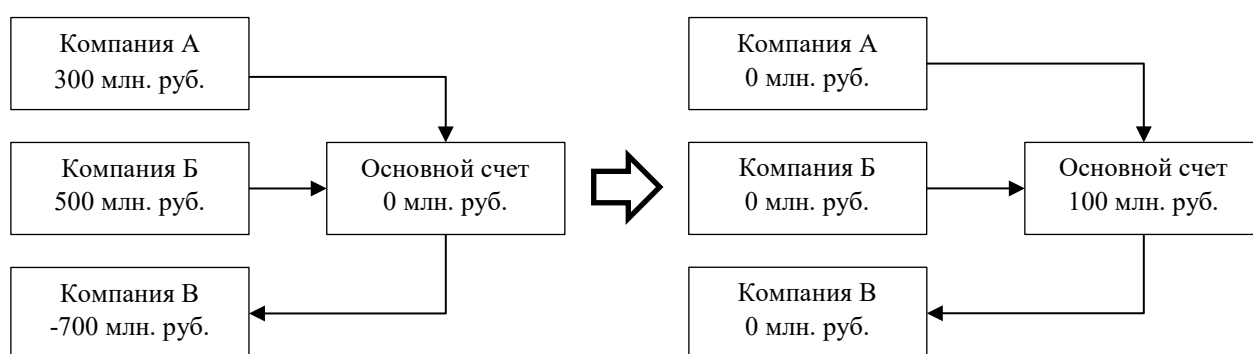 Компания А
300 млн. руб.
Компания Б
500 млн. руб.
Основной счет
0 млн. руб.
Компания В
-700 млн. руб.
Компания А
0 млн. руб.
Компания Б
0 млн. руб.
Основной счет
100 млн. руб.
Компания В
0 млн. руб.